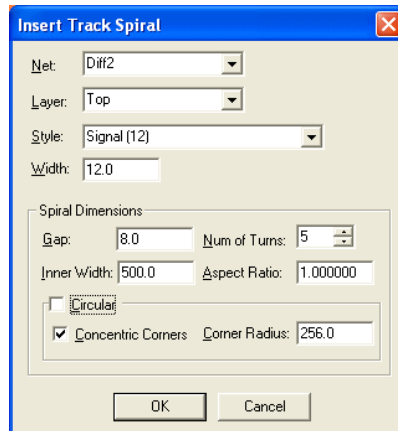 Insert Track Spiral
Net: Diff2
Layer: Top
Style: Signal (12)
Width: 12.0
Spiral Dimensions
Gap: 8.0 Num of Turns: 5
Inner Width: 500.0 Aspect Ratio: 1.000000
Circular
Concentric Corners Corner Radius: 256.0
OK Cancel